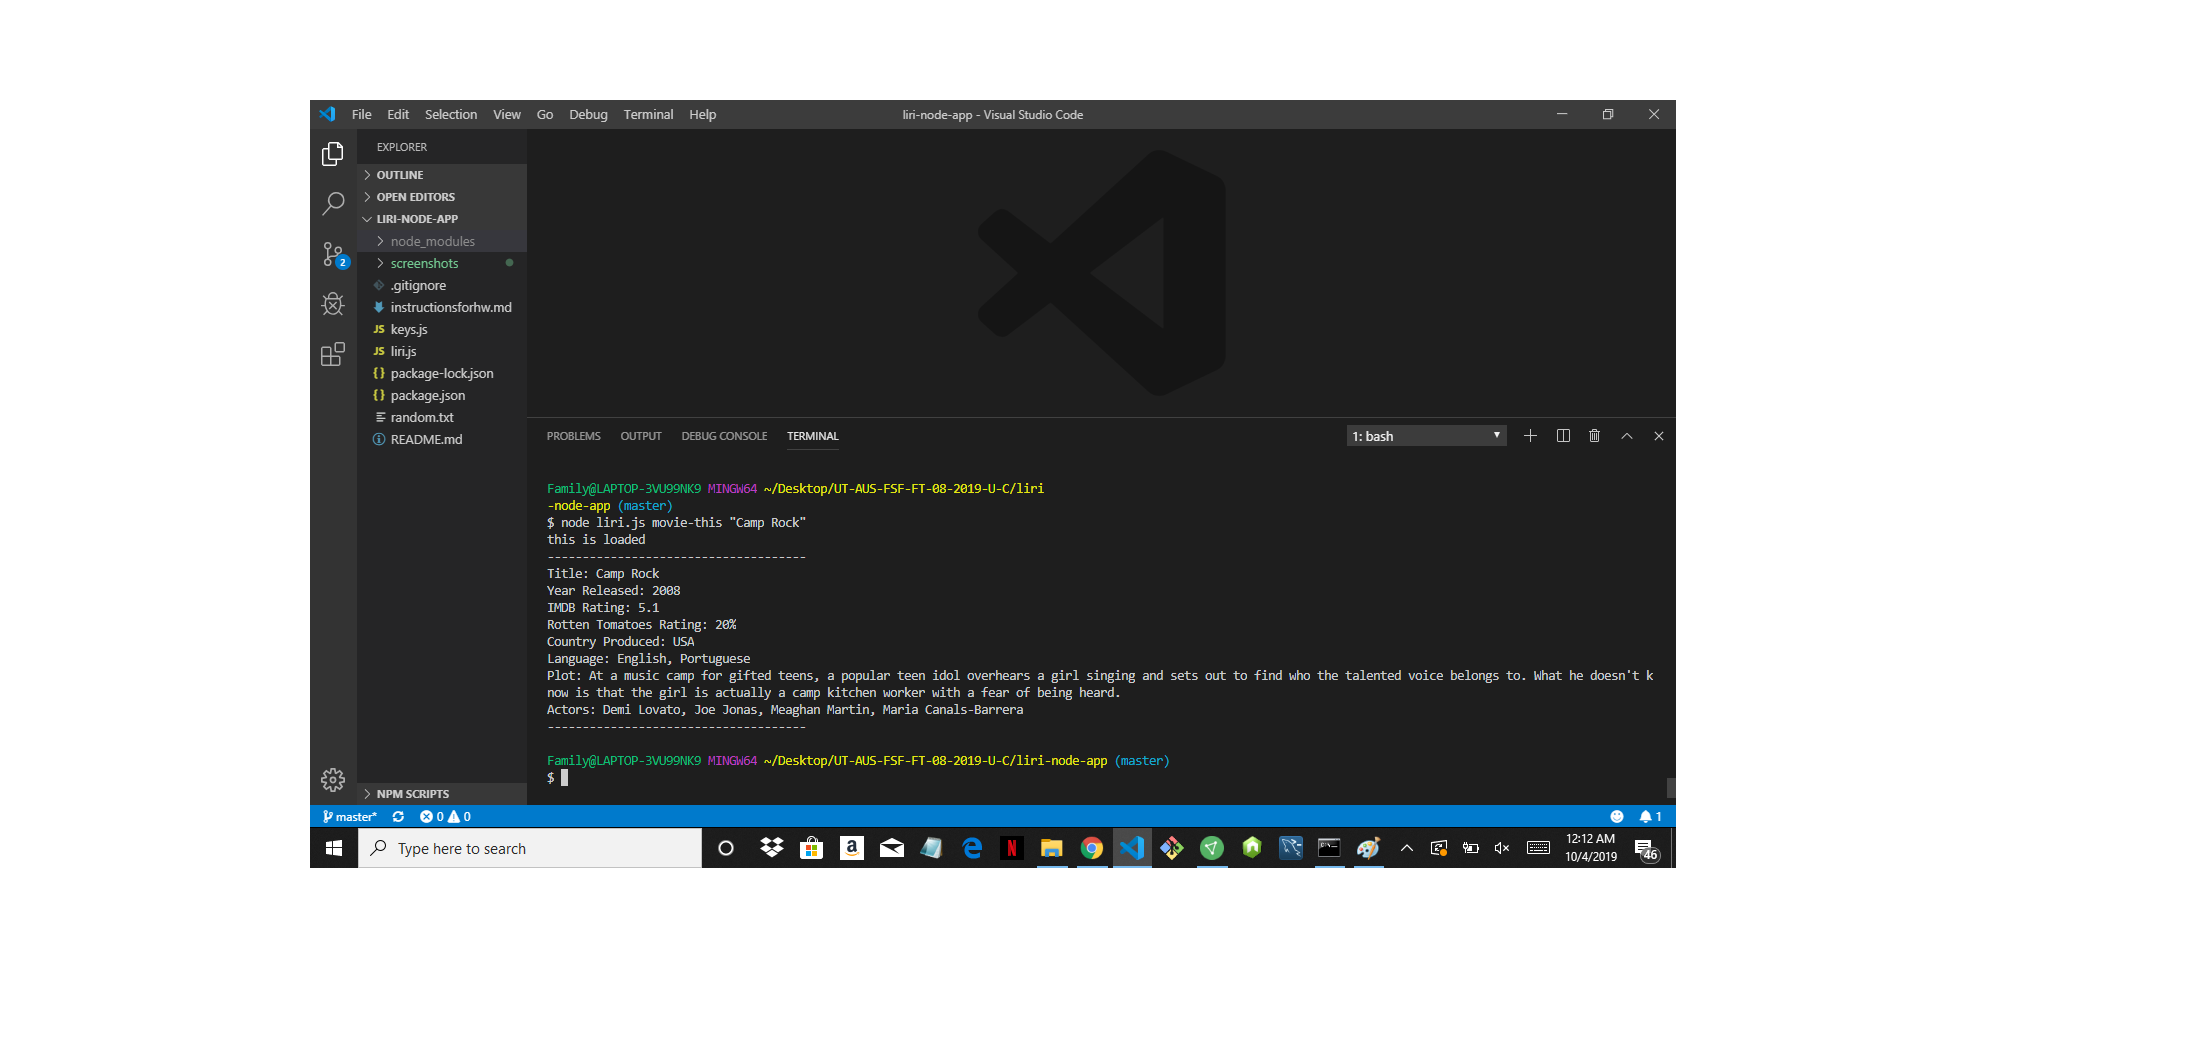 File Edit Selection View Go Debug Terminal Help
liri-node-app - Visual Studio Code
EXPLORER
OUTLINE
OPEN EDITORS
LIRI-NODE-APP
node_modules
screenshots
2
.gitignore
instructionsforhw.md
JS keys.js
JS liri.js
{} package-lock.json
{} package.json
random.txt
README.md
NPM SCRIPTS
PROBLEMS OUTPUT DEBUG CONSOLE TERMINAL
1: bash
Family@LAPTOP-3VU99NK9 MINGW64 ~/Desktop/UT-AUS-FSF-FT-08-2019-U-C/liri
-node-app (master)
$ node liri.js movie-this "Camp Rock"
this is loaded
-------------------------------------
Title: Camp Rock
Year Released: 2008
IMDB Rating: 5.1
Rotten Tomatoes Rating: 20%
Country Produced: USA
Language: English, Portuguese
Plot: At a music camp for gifted teens, a popular teen idol overhears a girl singing and sets out to find who the talented voice belongs to. What he doesn't k
now is that the girl is actually a camp kitchen worker with a fear of being heard.
Actors: Demi Lovato, Joe Jonas, Meaghan Martin, Maria Canals-Barrera
-------------------------------------
Family@LAPTOP-3VU99NK9 MINGW64 ~/Desktop/UT-AUS-FSF-FT-08-2019-U-C/liri-node-app (master)
$
master* 0 0
1
Type here to search
a
N
12:12 AM
10/4/2019
46